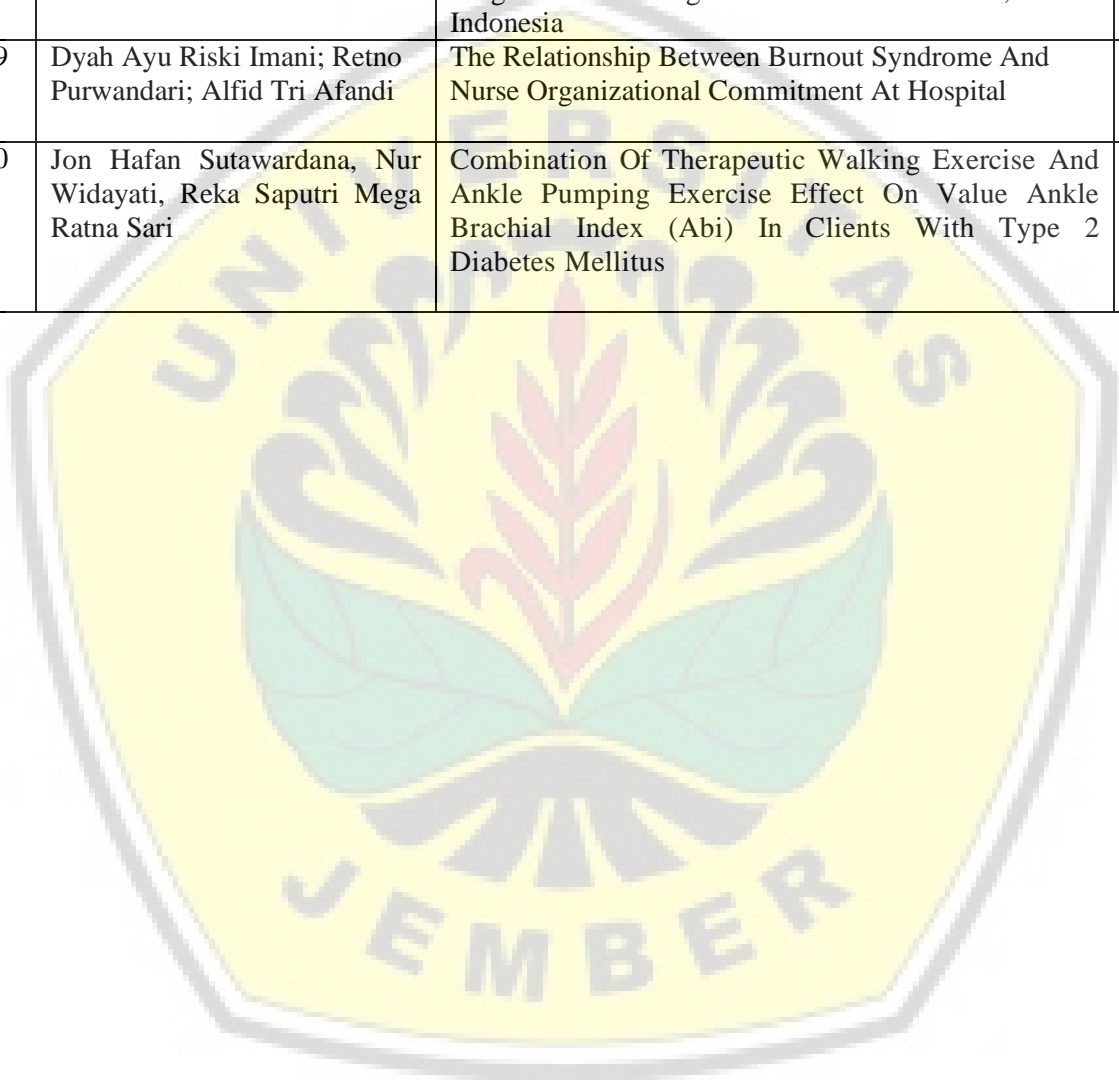 Indonesia
9 Dyah Ayu Riski Imani; Retno Purwandari; Alfid Tri Afandi
The Relationship Between Burnout Syndrome And Nurse Organizational Commitment At Hospital
0 Jon Hafan Sutawardana, Nur Widayati, Reka Saputri Mega Ratna Sari
Combination Of Therapeutic Walking Exercise And Ankle Pumping Exercise Effect On Value Ankle Brachial Index (Abi) In Clients With Type 2 Diabetes Mellitus
UNIVERSITAS
JEMBER